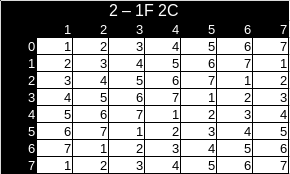 2 – 1F 2C
1 2 3 4 5 6 7
0 1 2 3 4 5 6 7
1 2 3 4 5 6 7 1
2 3 4 5 6 7 1 2
3 4 5 6 7 1 2 3
4 5 6 7 1 2 3 4
5 6 7 1 2 3 4 5
6 7 1 2 3 4 5 6
7 1 2 3 4 5 6 7